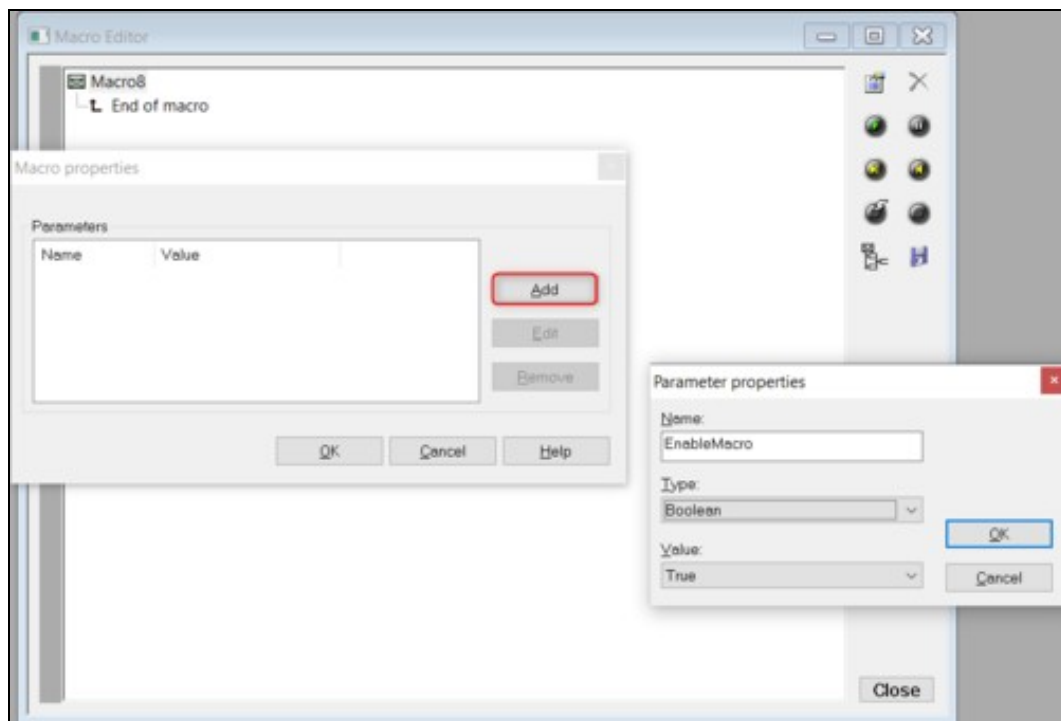 Macro Editor
Macro8
End of macro
Macro properties
Parameters
Name Value
Add
Edit
Remove
OK Cancel Help
Parameter properties
Name:
EnableMacro
Type:
Boolean
Value:
True
OK
Cancel
Close